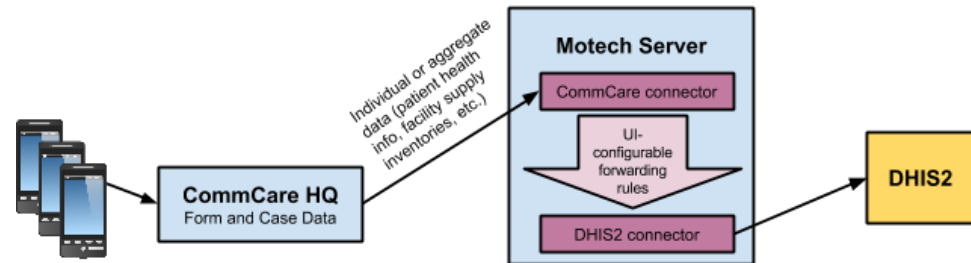 CommCare HQ
Form and Case Data
Individual or aggregate
data (patient health
info, facility supply
inventories, etc.)
Motech Server
CommCare connector
UI-
configurable
forwarding
rules
DHIS2 connector
DHIS2